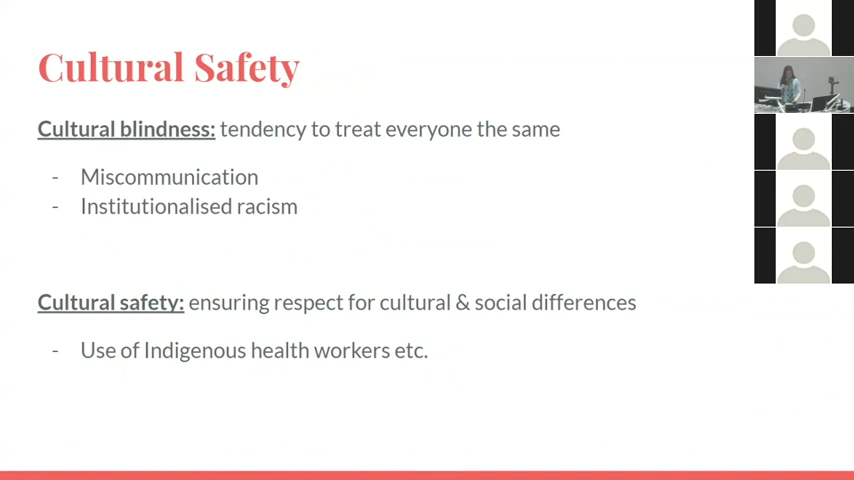 Cultural Safety
Cultural blindness: tendency to treat everyone the same
- Miscommunication
- Institutionalised racism
Cultural safety: ensuring respect for cultural & social differences
- Use of Indigenous health workers etc.